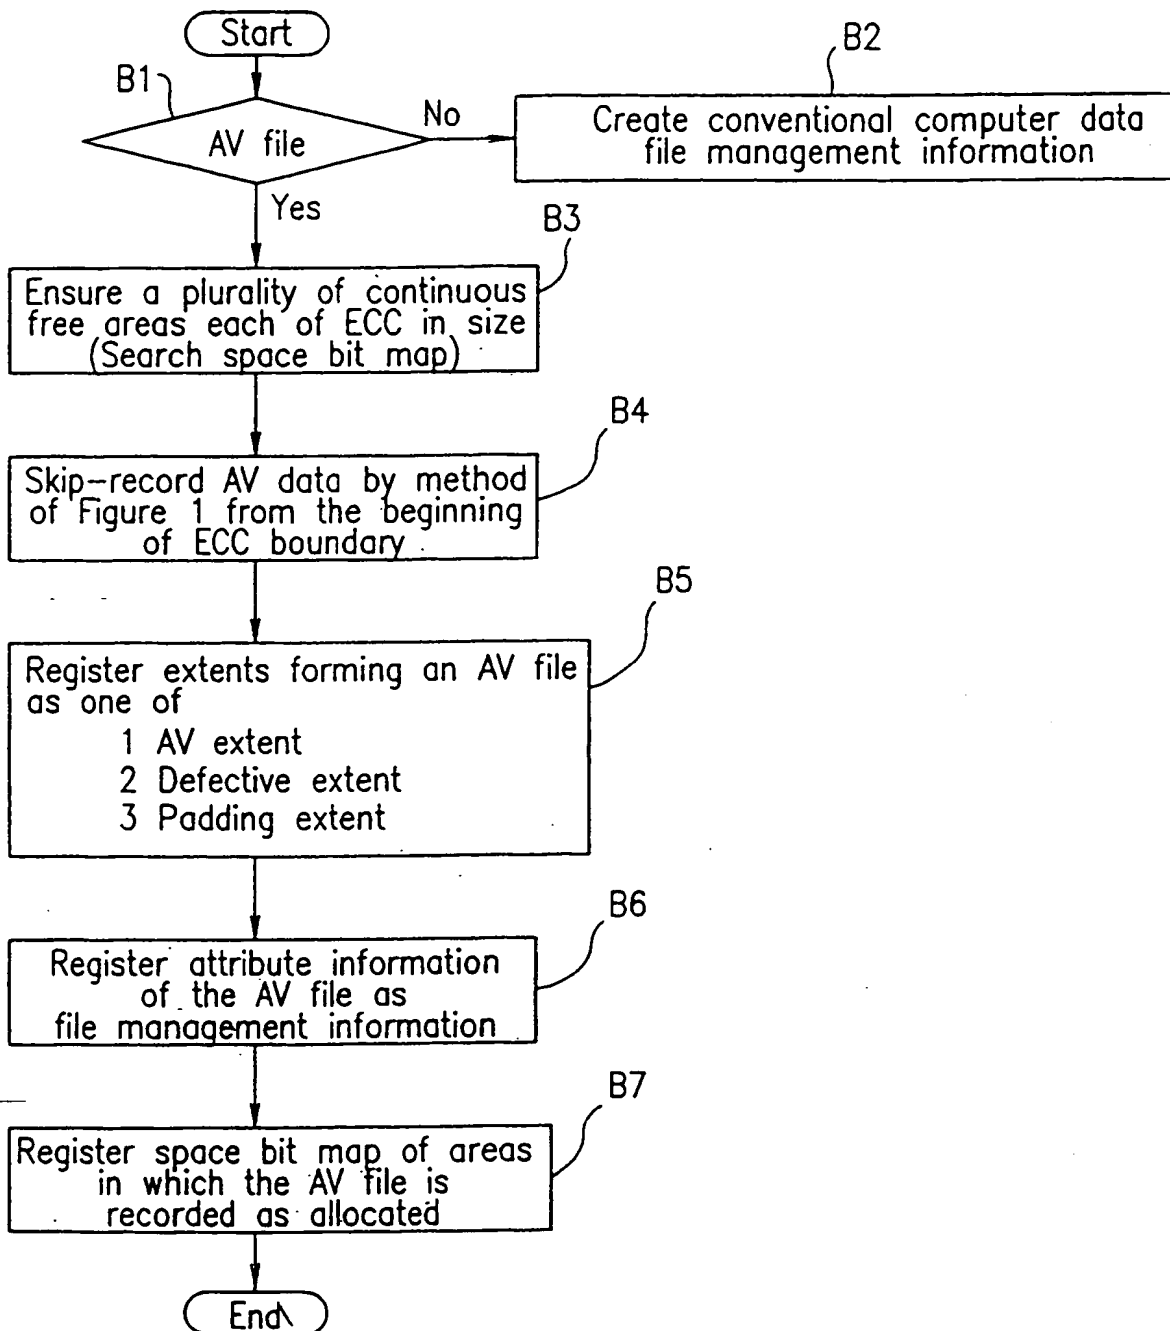 Start
B1
AV file
No
Yes
B2
Create conventional computer data
file management information
B3
Ensure a plurality of continuous
free areas each of ECC in size
(Search space bit map)
B4
Skip-record AV data by method
of Figure 1 from the beginning
of ECC boundary
B5
Register extents forming an AV file
as one of
1 AV extent
2 Defective extent
3 Padding extent
B6
Register attribute information
of the AV file as
file management information
B7
Register space bit map of areas
in which the AV file is
recorded as allocated
End